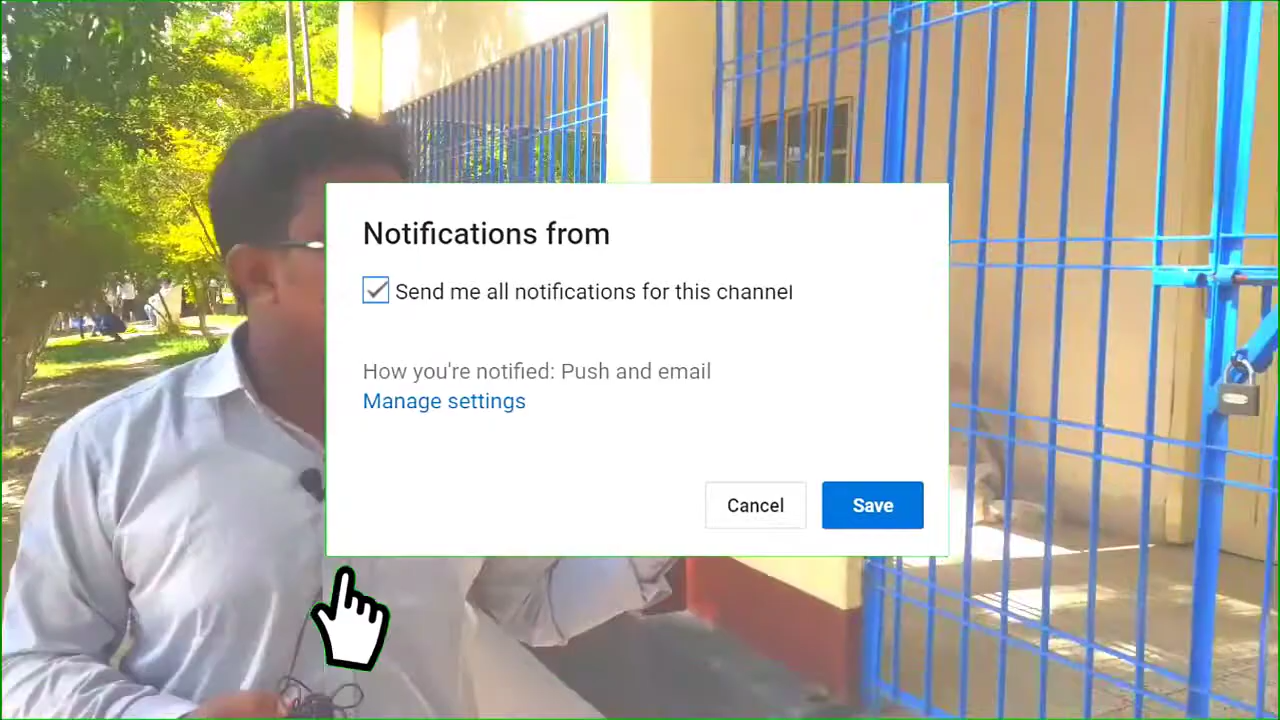 Notifications from
Send me all notifications for this channel
How you're notified: Push and email
Manage settings
Cancel
Save